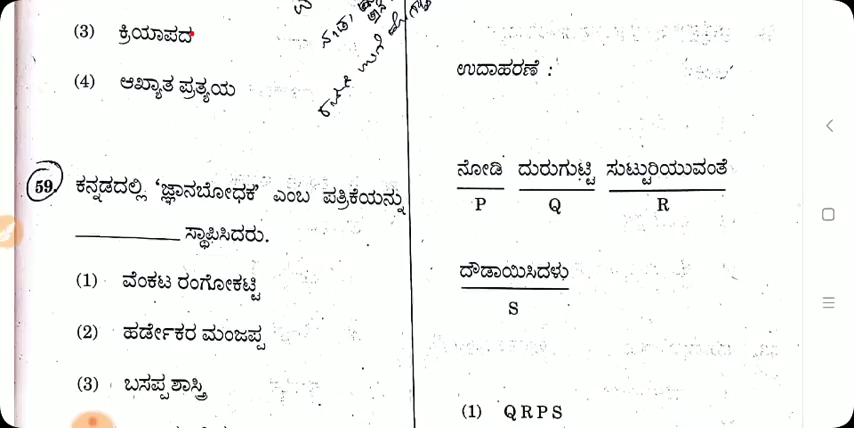 (3) ಕ್ರಿಯಾಪದ
(4) ಆಖ್ಯಾತ ಪ್ರತ್ಯಯ
59. ಕನ್ನಡದಲ್ಲಿ 'ಜ್ಞಾನಬೋಧಕ' ಎಂಬ ಪತ್ರಿಕೆಯನ್ನು
__________ ಸ್ಥಾಪಿಸಿದರು.
(1) ವೆಂಕಟ ರಂಗೋಕಟ್ಟಿ
(2) ಹರ್ಡೇಕರ ಮಂಜಪ್ಪ
(3) ಬಸಪ್ಪ ಶಾಸ್ತ್ರಿ
ಉದಾಹರಣೆ :
ನೋಡಿ ದುರುಗುಟ್ಟಿ ಸುಟ್ಟುರಿಯುವಂತೆ
P Q R
ದೌಡಾಯಿಸಿದಳು
S
(1) Q R P S